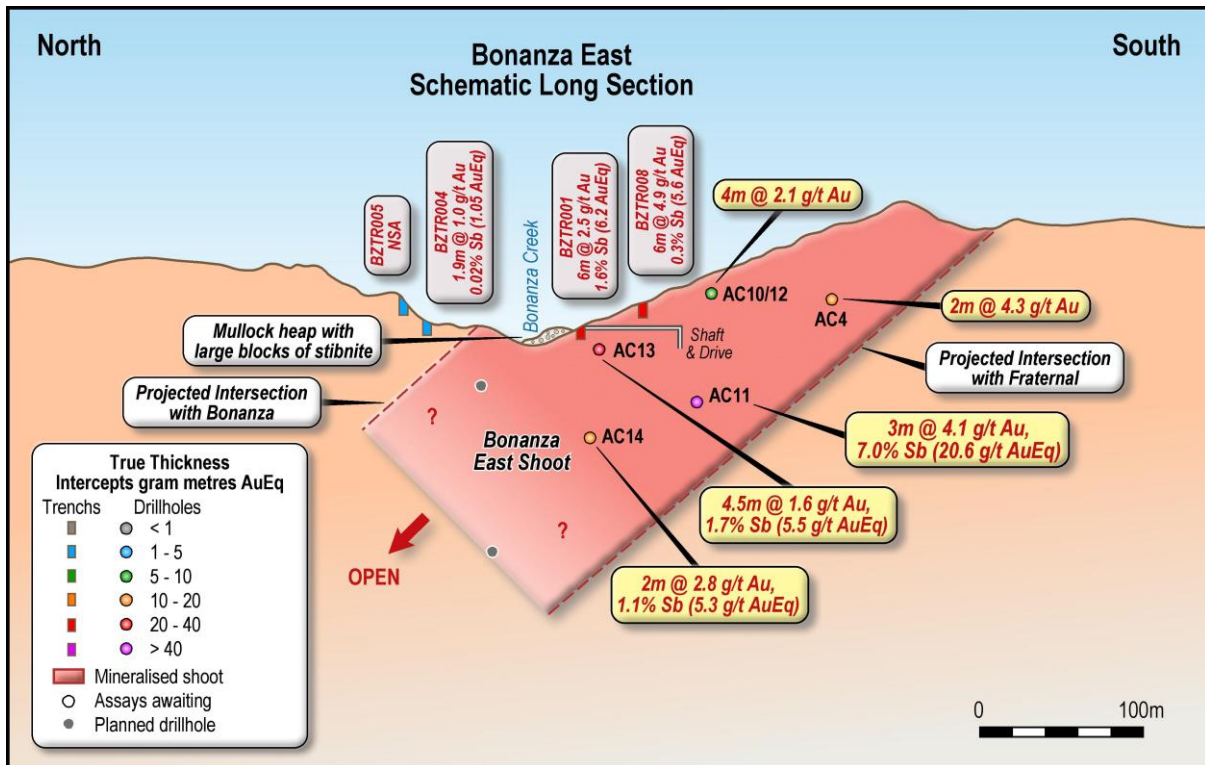 North
South
Bonanza East
Schematic Long Section
BZTR005
NSA
BZTR004
1.9m @ 1.0 g/t Au
0.02% Sb (1.05 AuEq)
Bonanza Creek
BZTR001
6m @ 2.5 g/t Au
1.6% Sb (6.2 AuEq)
BZTR008
6m @ 4.9 g/t Au
0.3% Sb (5.6 AuEq)
4m @ 2.1 g/t Au
AC10/12
AC4
2m @ 4.3 g/t Au
Mullock heap with
large blocks of stibnite
Shaft
& Drive
AC13
Projected Intersection
with Fraternal
Projected Intersection
with Bonanza
?
AC11
3m @ 4.1 g/t Au,
7.0% Sb (20.6 g/t AuEq)
Bonanza
East Shoot
AC14
4.5m @ 1.6 g/t Au,
1.7% Sb (5.5 g/t AuEq)
?
OPEN
2m @ 2.8 g/t Au,
1.1% Sb (5.3 g/t AuEq)
True Thickness
Intercepts gram metres AuEq
Trenchs Drillholes
< 1
1 - 5
5 - 10
10 - 20
20 - 40
> 40
Mineralised shoot
Assays awaiting
Planned drillhole
0 100m